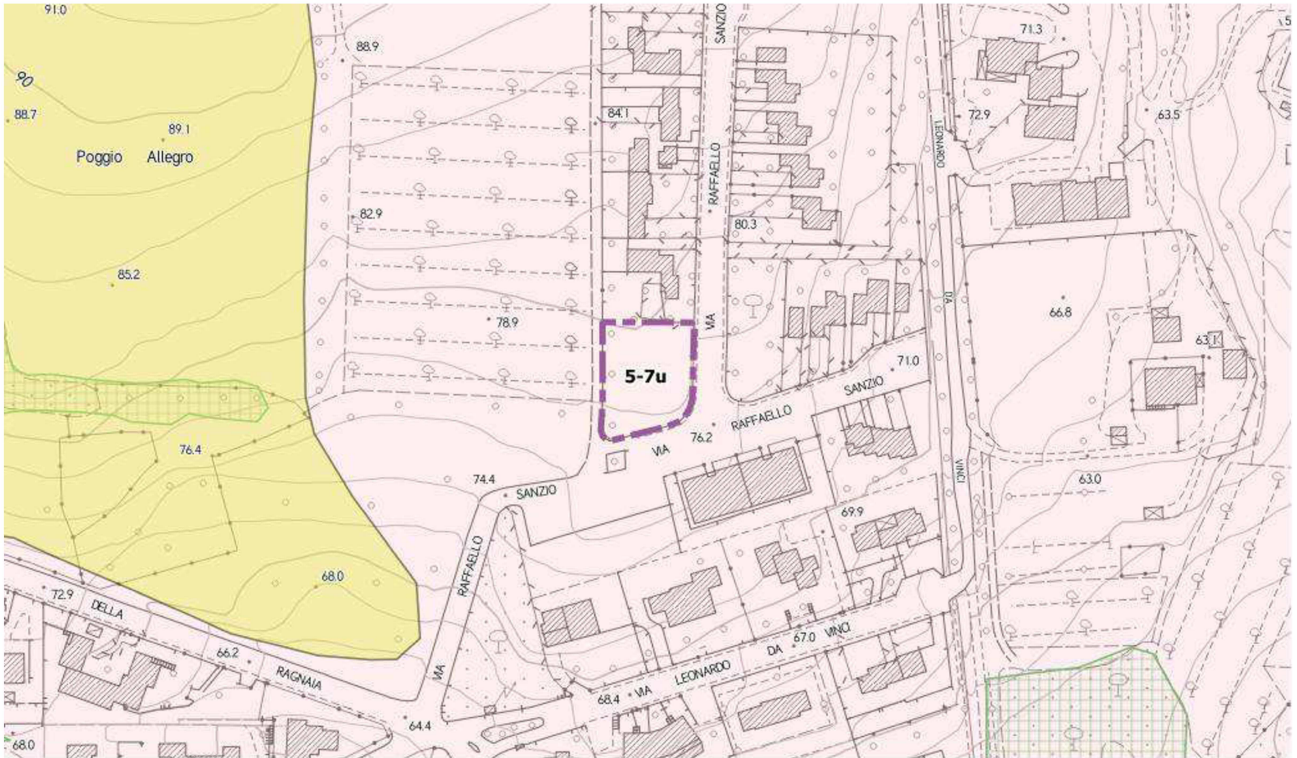 91.0
SANZIO
71.3
88.9
90
88.7
84.1
72.9
63.5
89.1
LEONARDO
Poggio Allegro
RAFFAELLO
82.9
80.3
85.2
DA
66.8
78.9
VIA
63.1
5-7u
71.0
SANZIO
RAFFAELLO
76.2
VIA
76.4
VINCI
74.4
SANZIO
63.0
69.9
RAFFAELLO
68.0
72.9
DELLA
67.0
VINCI
DA
66.2
RAGNAIA
LEONARDO
VIA
VIA
68.4
64.4
68.0